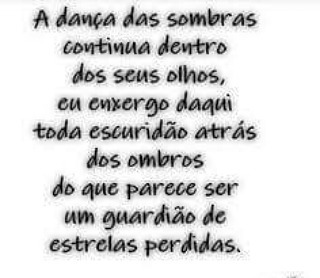 A dança das sombras
continua dentro
dos seus olhos,
eu enxergo daqui
toda escuridão atrás
dos ombros
do que parece ser
um guardião de
estrelas perdidas.